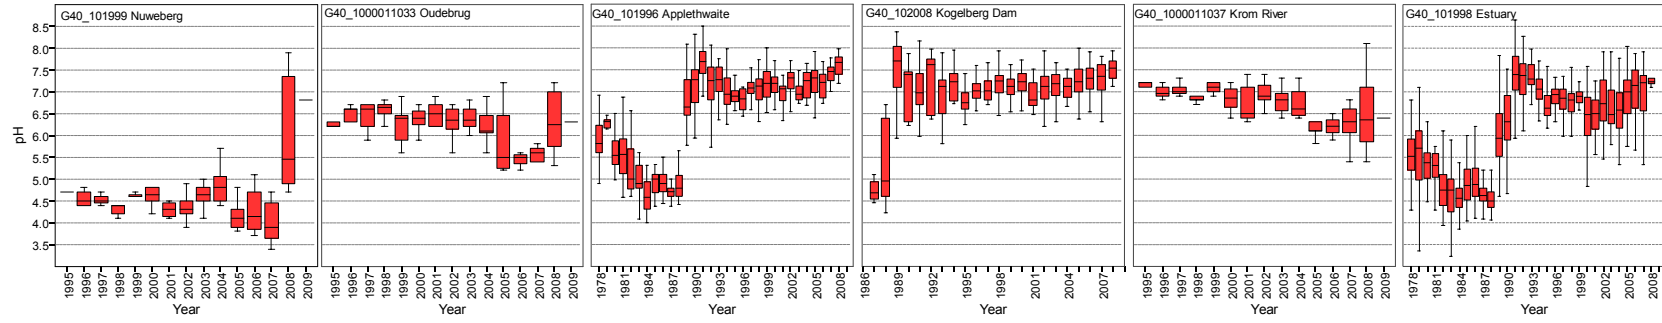 G40_101999 Nuweberg
G40_1000011033 Oudebrug
G40_101996 Applethwaite
G40_102008 Kogelberg Dam
G40_1000011037 Krom River
G40_101998 Estuary
pH
8.5
8.0
7.5
7.0
6.5
6.0
5.5
5.0
4.5
4.0
3.5
1995 1996 1997 1998 1999 2000 2001 2002 2003 2004 2005 2006 2007 2008 2009
1995 1996 1997 1998 1999 2000 2001 2002 2003 2004 2005 2006 2007 2008 2009
1978 1981 1984 1987 1990 1993 1996 1999 2002 2005 2008
1986 1989 1992 1995 1998 2001 2004 2007
1995 1996 1997 1998 1999 2000 2001 2002 2003 2004 2005 2006 2007 2008 2009
1978 1981 1984 1987 1990 1993 1996 1999 2002 2005 2008
Year
Year
Year
Year
Year
Year